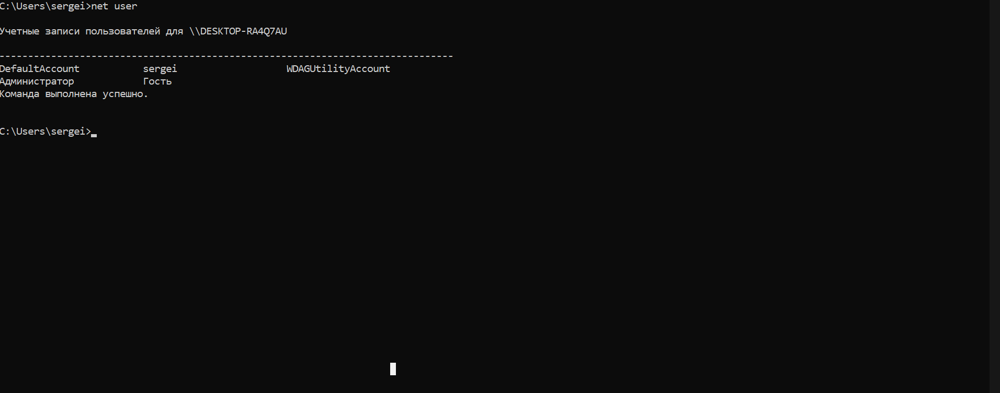 C:\Users\sergei>net user
Учетные записи пользователей для \\DESKTOP-RA4Q7AU
-------------------------------------------------------------------------------
DefaultAccount           sergei                   WDAGUtilityAccount
Администратор            Гость
Команда выполнена успешно.
C:\Users\sergei>